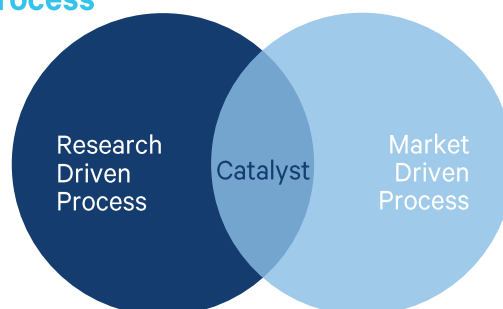 rocess
Research
Driven
Process
Catalyst
Market
Driven
Process